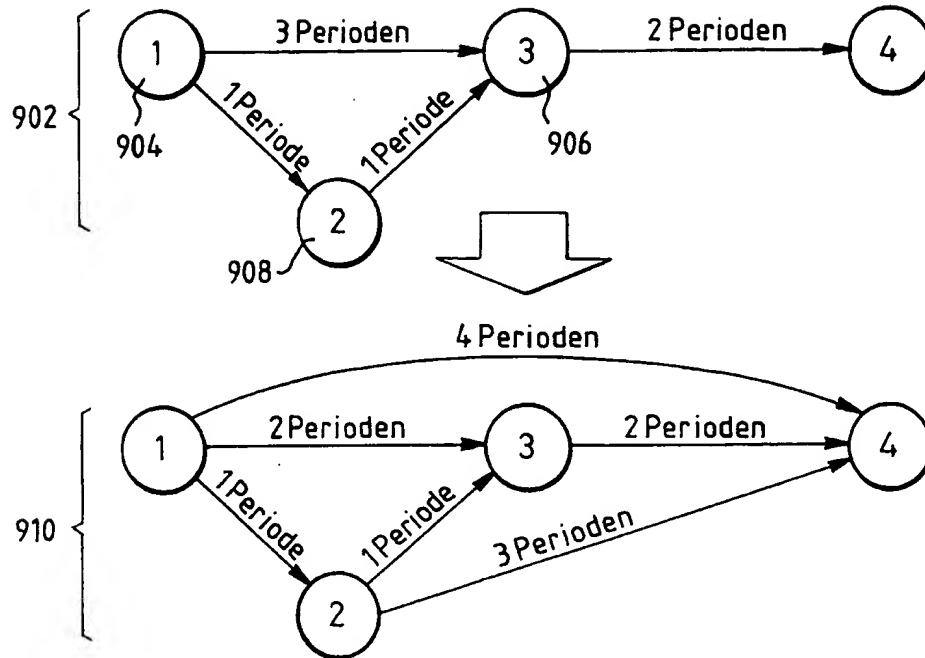 1
3 Perioden
3
2 Perioden
4
902
904
1 Periode
1 Periode
906
2
908
4 Perioden
1
2 Perioden
3
2 Perioden
4
910
1 Periode
1 Periode
3 Perioden
2